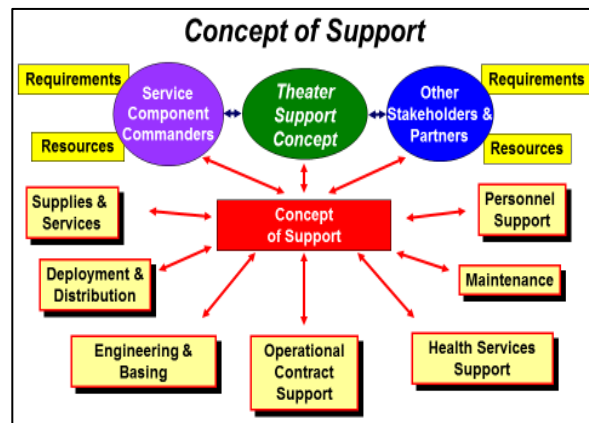 Concept of Support
Requirements
Resources
Service
Component
Commanders
Theater
Support
Concept
Other
Stakeholders &
Partners
Requirements
Resources
Concept
of Support
Supplies &
Services
Deployment &
Distribution
Engineering &
Basing
Operational
Contract
Support
Health Services
Support
Maintenance
Personnel
Support